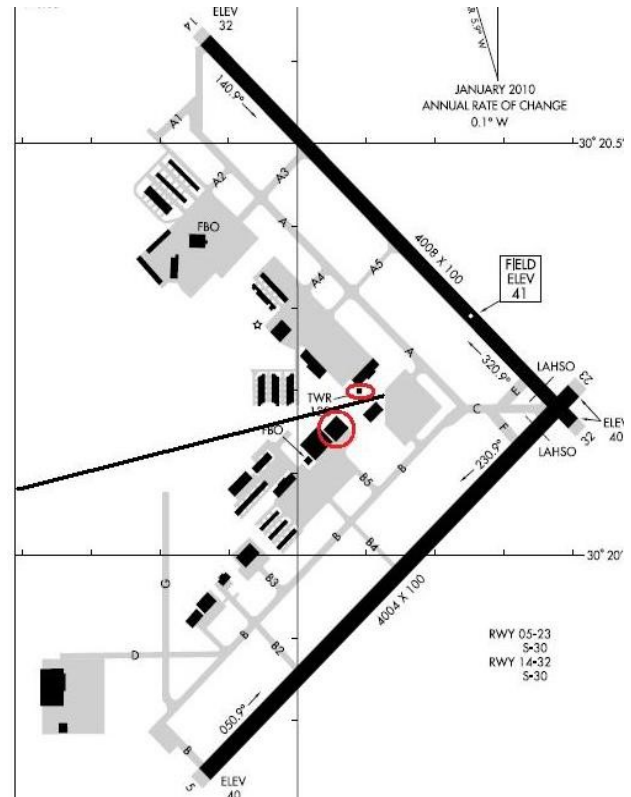 14
ELEV
32
5.9° W
JANUARY 2010
ANNUAL RATE OF CHANGE
0.1° W
140.9°
30° 20.5'
A1
A2
A3
FBO
A
4008 X 100
A5
A4
FIELD
ELEV
41
320.9°
A
LAHSO
23
TWR
E
C
ELEV
40
F
32
LAHSO
FBO
230.9°
B
B5
B
B4
30° 20'
G
B3
4004 X 100
B
B2
D
RWY 05-23
S-30
RWY 14-32
S-30
050.9°
B
5
ELEV
40